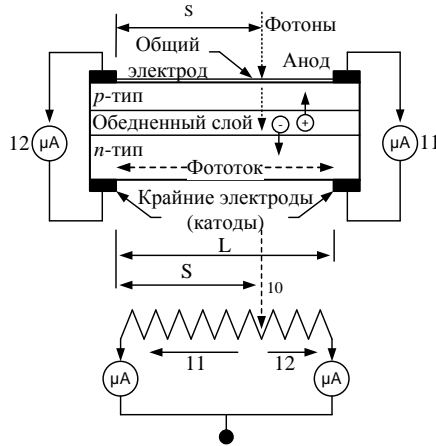 S
Фотоны
Общий
электрод
Анод
p-тип
12
µA
Обедненный слой
-
+
µA
11
n-тип
Фототок
Крайние электроды
(катоды)
L
S
10
11
12
µA
µA